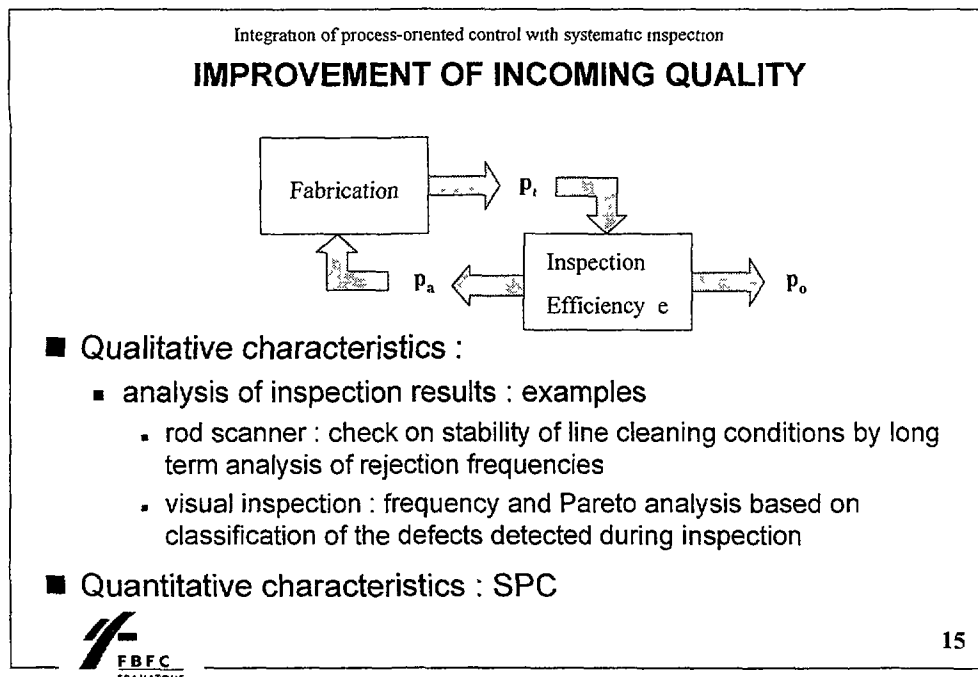 Integration of process-oriented control with systematic inspection
IMPROVEMENT OF INCOMING QUALITY
Fabrication
p
Inspection
Efficiency e
pa
po
■ Qualitative characteristics :
▪ analysis of inspection results : examples
▪ rod scanner : check on stability of line cleaning conditions by long
term analysis of rejection frequencies
▪ visual inspection : frequency and Pareto analysis based on
classification of the defects detected during inspection
■ Quantitative characteristics : SPC
FBFC
15